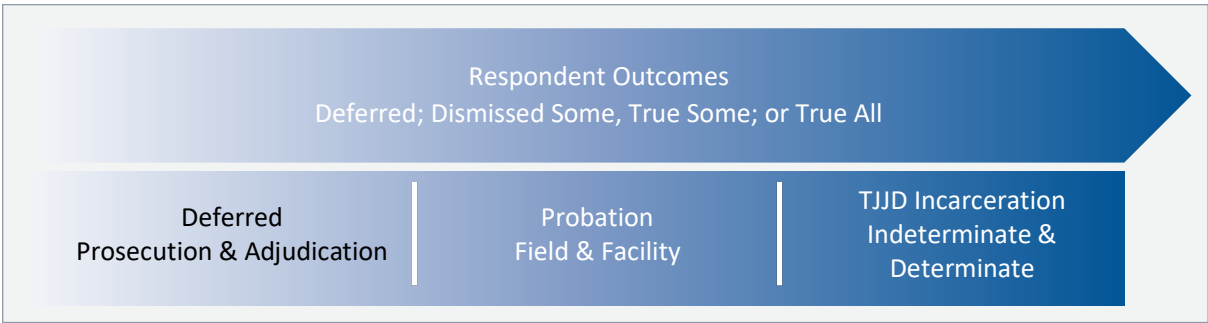 Respondent Outcomes
Deferred; Dismissed Some, True Some; or True All
Deferred
Prosecution & Adjudication
Probation
Field & Facility
TJJD Incarceration
Indeterminate &
Determinate